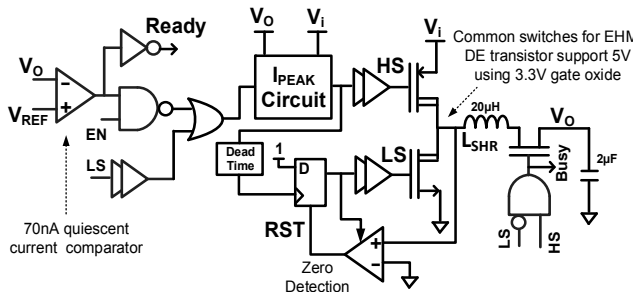 Ready
VO
Vi
Vi
Common switches for EHM
DE transistor support 5V
using 3.3V gate oxide
VO
VREF
IPEAK
Circuit
HS
20μH
LSHR
VO
EN
LS
Dead
Time
1
D
LS
Busy
2μF
RST
LS
HS
70nA quiescent
current comparator
Zero
Detection